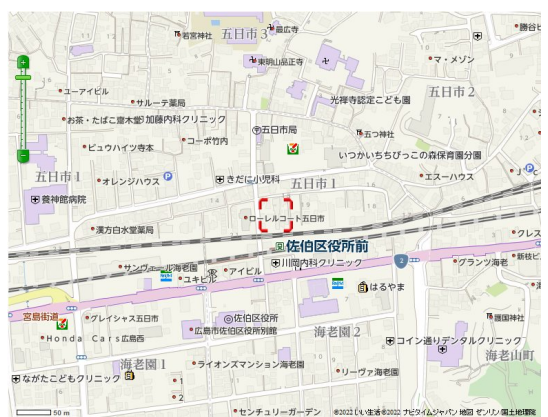 最広寺
五日市3
若宮神社
東明山品正寺
マ・メゾン
ユーアイビル
五日市2
サルーテ薬局
光禅寺認定こども園
お茶・たばこ窪木堂
加藤内科クリニック
五日市局
五つ神社
コーポ竹内
ビュウハイツ寺本
いつかいちちびっこの森保育園分園
五日市1
オレンジハウス
きだに小児科
五日市1
エスーハウス
養神館病院
ローレルコート五日市
漢方白水堂薬局
佐伯区役所前
サンヴェール海老園
アイビル
川岡内科クリニック
2
グランツ海老
ユキビル
はるやま
宮島街道
グレイシャス五日市
佐伯区役所
広島市佐伯区役所別館
護国神社
Honda Cars広島西
海老園2
コイン通りデンタルクリニック
海老園1
ライオンズマンション海老園
海老山町
ながたこどもクリニック
リーヴァ海老園
1
2
センチュリーガーデン
50 m
©2022 いい生活 ©2022 ナビタイムジャパン 地図 ゼンリン/国土地理院